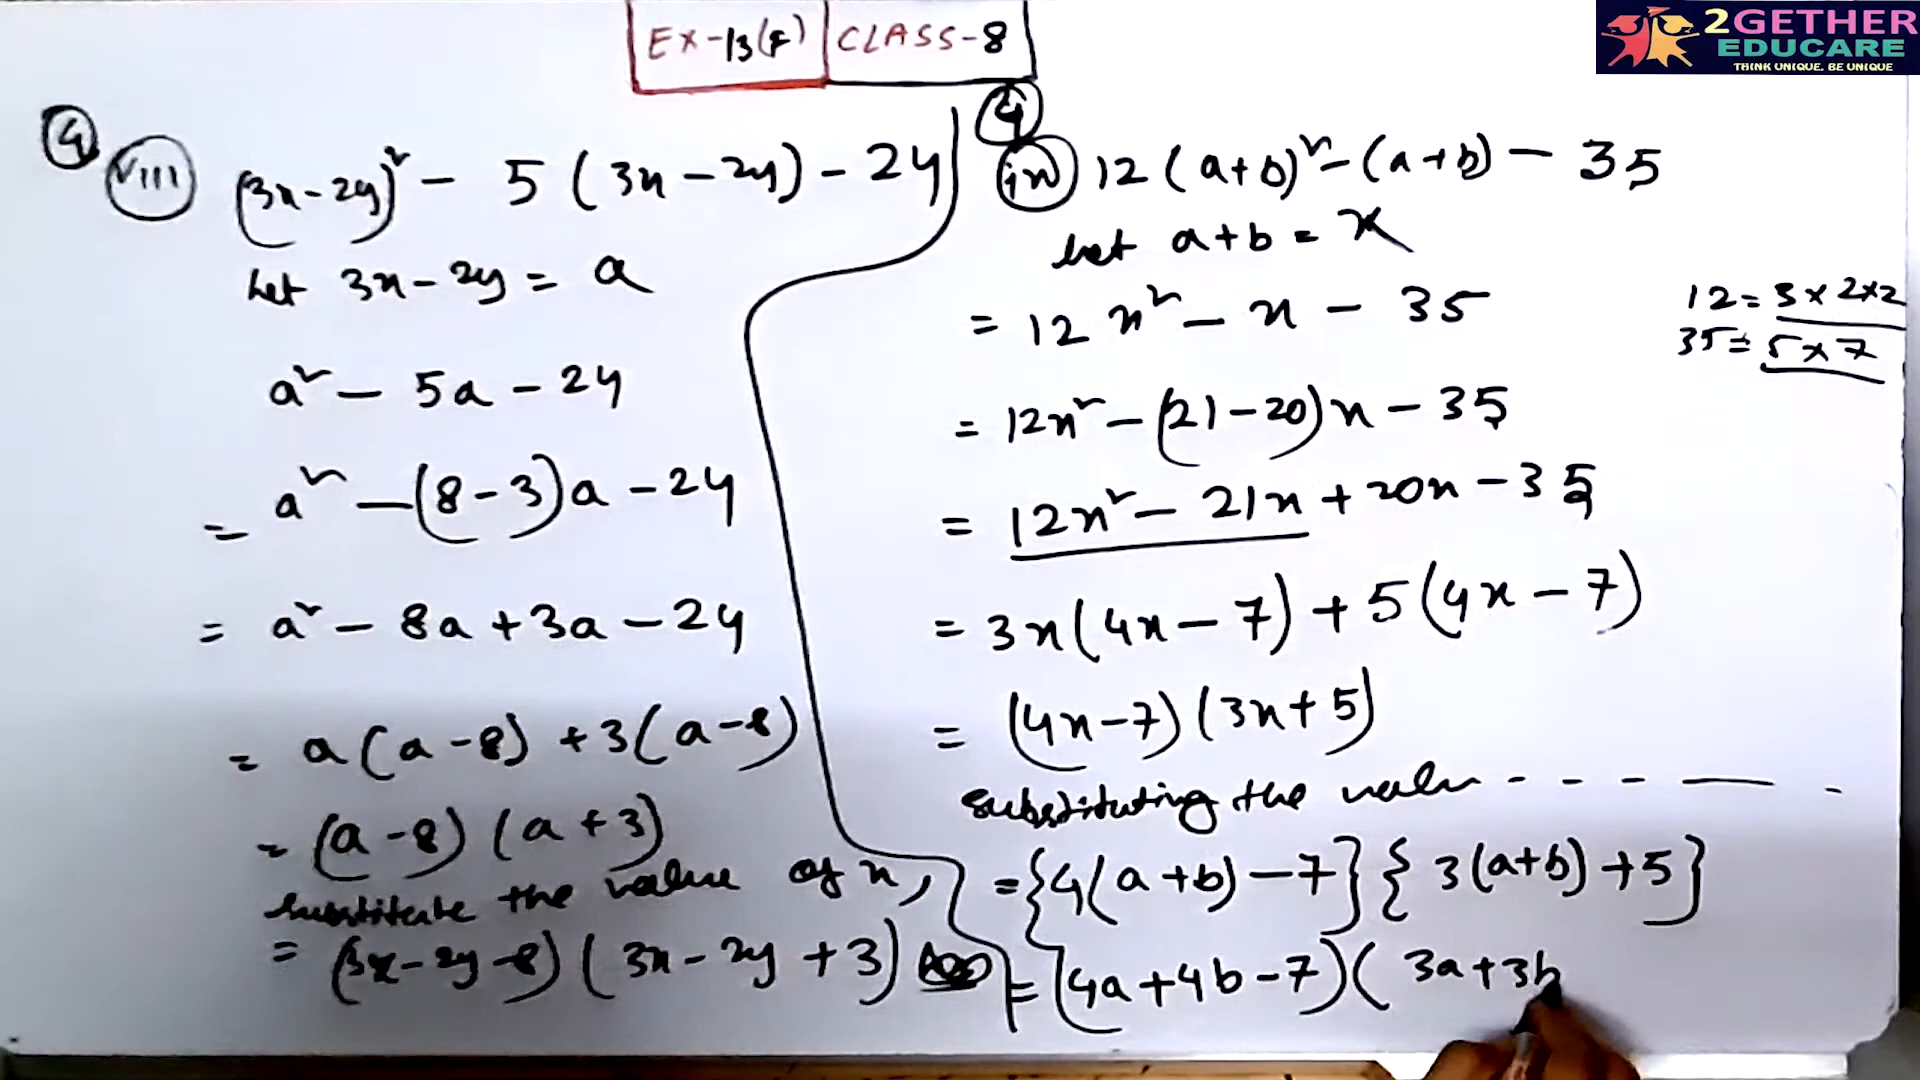 EX-13(F) CLASS-8
2GETHER
EDUCARE
THINK UNIQUE. BE UNIQUE
4
viii (3x-2y)² - 5(3x-2y) - 24
Let 3x-2y = a
a² - 5a - 24
= a² - (8-3)a - 24
= a² - 8a + 3a - 24
= a(a-8) + 3(a-8)
= (a-8)(a+3)
substitute the value of x,
= (3x-2y-8)(3x-2y+3)
4
ix 12(a+b)² - (a+b) - 35
Let a+b = x
= 12x² - x - 35
12 = 3×2×2
35 = 5×7
= 12x² - (21-20)x - 35
= 12x² - 21x + 20x - 35
= 3x(4x-7) + 5(4x-7)
= (4x-7)(3x+5)
substituting the value - - - — .
= {4(a+b)-7}{3(a+b)+5}
= (4a+4b-7)(3a+3b